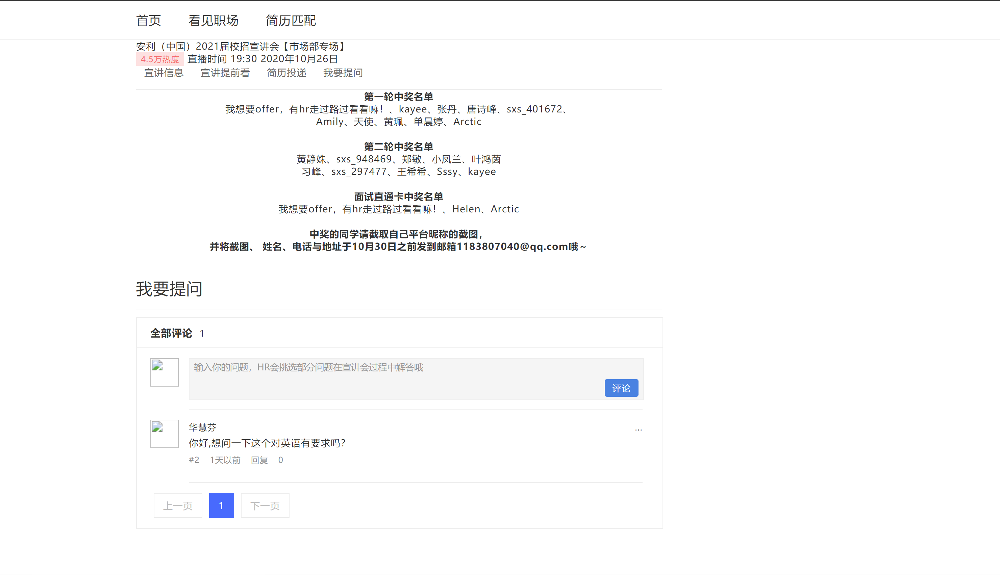 首页 看见职场 简历匹配
安利（中国）2021届校招宣讲会【市场部专场】
4.5万热度 直播时间 19:30 2020年10月26日
宣讲信息 宣讲提前看 简历投递 我要提问
第一轮中奖名单
我想要offer，有hr走过路过看看嘛！、kayee、张丹、唐诗峰、sxs_401672、
Amily、天使、黄珮、单晨婷、Arctic
第二轮中奖名单
黄静姝、sxs_948469、郑敏、小凤兰、叶鸿茵
习峰、sxs_297477、王希希、Sssy、kayee
面试直通卡中奖名单
我想要offer，有hr走过路过看看嘛！、Helen、Arctic
中奖的同学请截取自己平台昵称的截图，
并将截图、 姓名、电话与地址于10月30日之前发到邮箱1183807040@qq.com哦～
我要提问
全部评论 1
输入你的问题，HR会挑选部分问题在宣讲会过程中解答哦
评论
华慧芬 ...
你好,想问一下这个对英语有要求吗？
#2 1天以前 回复 0
上一页 1 下一页